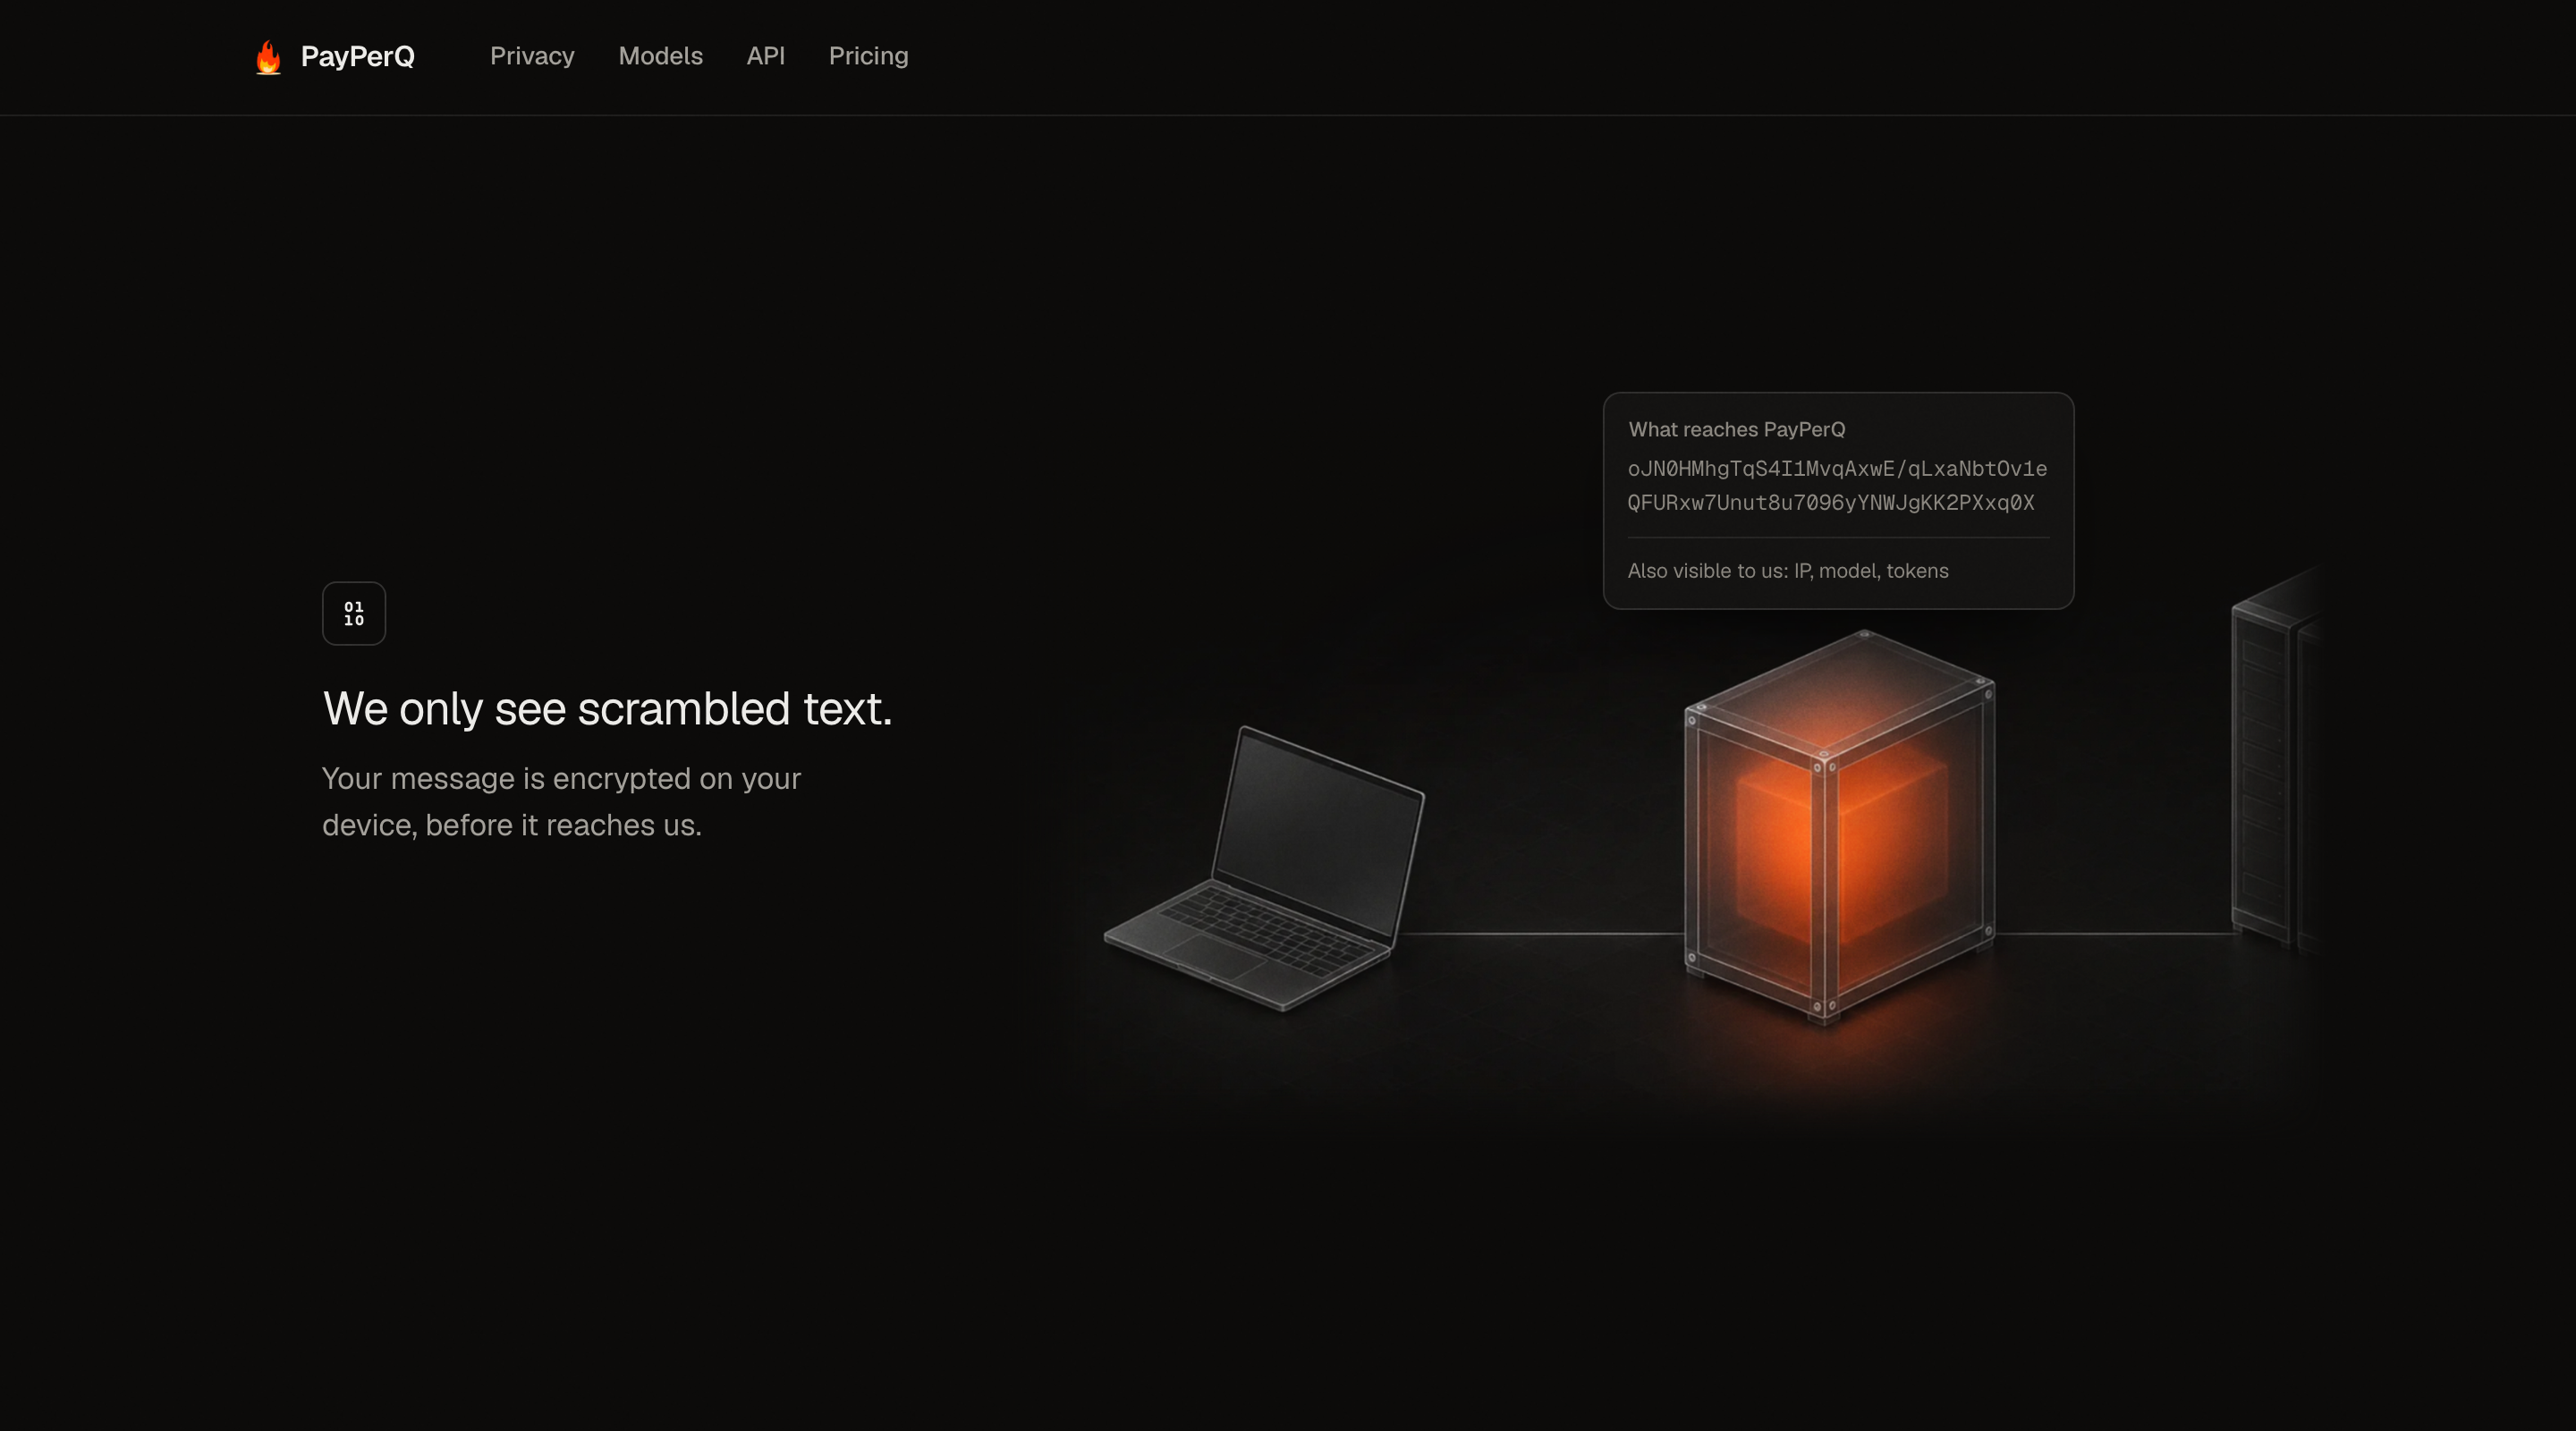 PayPerQ
Privacy
Models
API
Pricing
What reaches PayPerQ
oJN0HMhgTqS4I1MvqAxwE/qLxaNbtOv1e
QFURxw7Unut8u7096yYNWJgKK2PXxq0X
Also visible to us: IP, model, tokens
01
10
We only see scrambled text.
Your message is encrypted on your
device, before it reaches us.